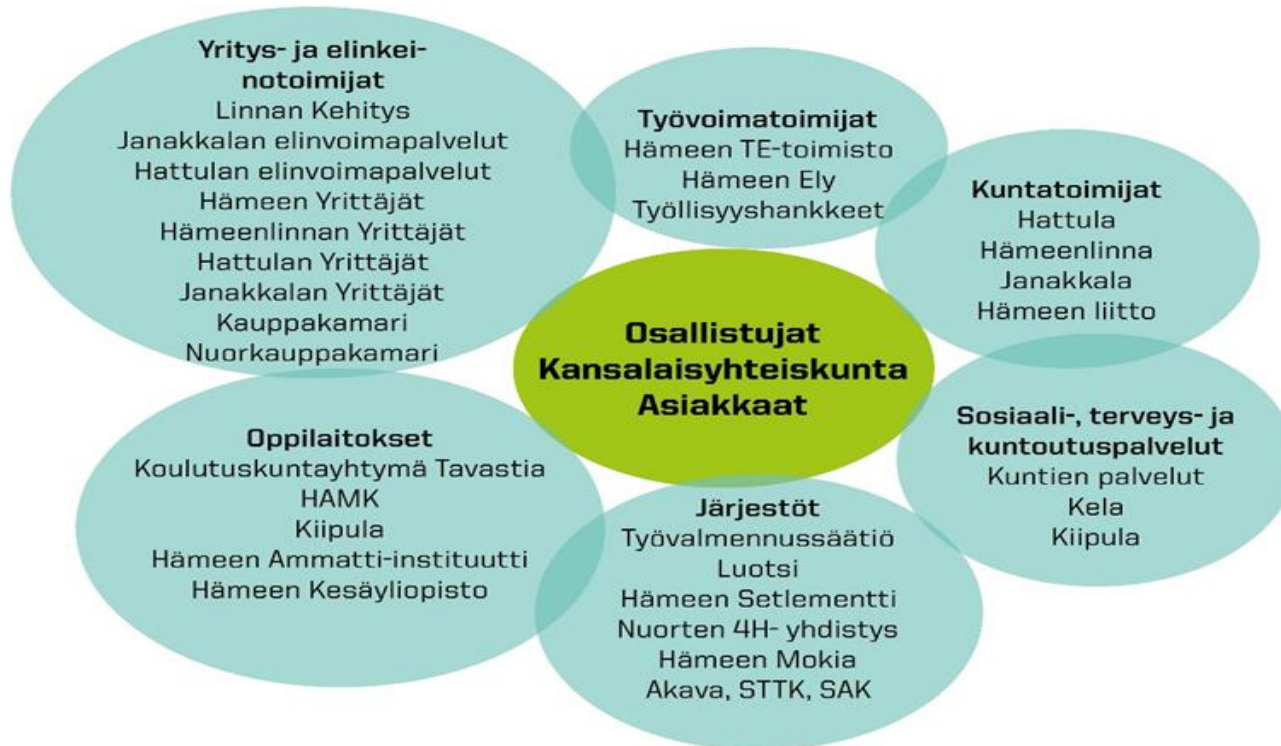 Yritys- ja elinkei-
notoimijat
Linnan Kehitys
Janakkalan elinvoimapalvelut
Hattulan elinvoimapalvelut
Hämeen Yrittäjät
Hämeenlinnan Yrittäjät
Hattulan Yrittäjät
Janakkalan Yrittäjät
Kauppakamari
Nuorkauppakamari
Työvoimatoimijat
Hämeen TE-toimisto
Hämeen Ely
Työllisyyshankkeet
Kuntatoimijat
Hattula
Hämeenlinna
Janakkala
Hämeen liitto
Osallistujat
Kansalaisyhteiskunta
Asiakkaat
Sosiaali-, terveys- ja
kuntoutuspalvelut
Kuntien palvelut
Kela
Kiipula
Oppilaitokset
Koulutuskuntayhtymä Tavastia
HAMK
Kiipula
Hämeen Ammatti-instituutti
Hämeen Kesäyliopisto
Järjestöt
Työvalmennussäätiö
Luotsi
Hämeen Setlementti
Nuorten 4H- yhdistys
Hämeen Mokia
Akava, STTK, SAK